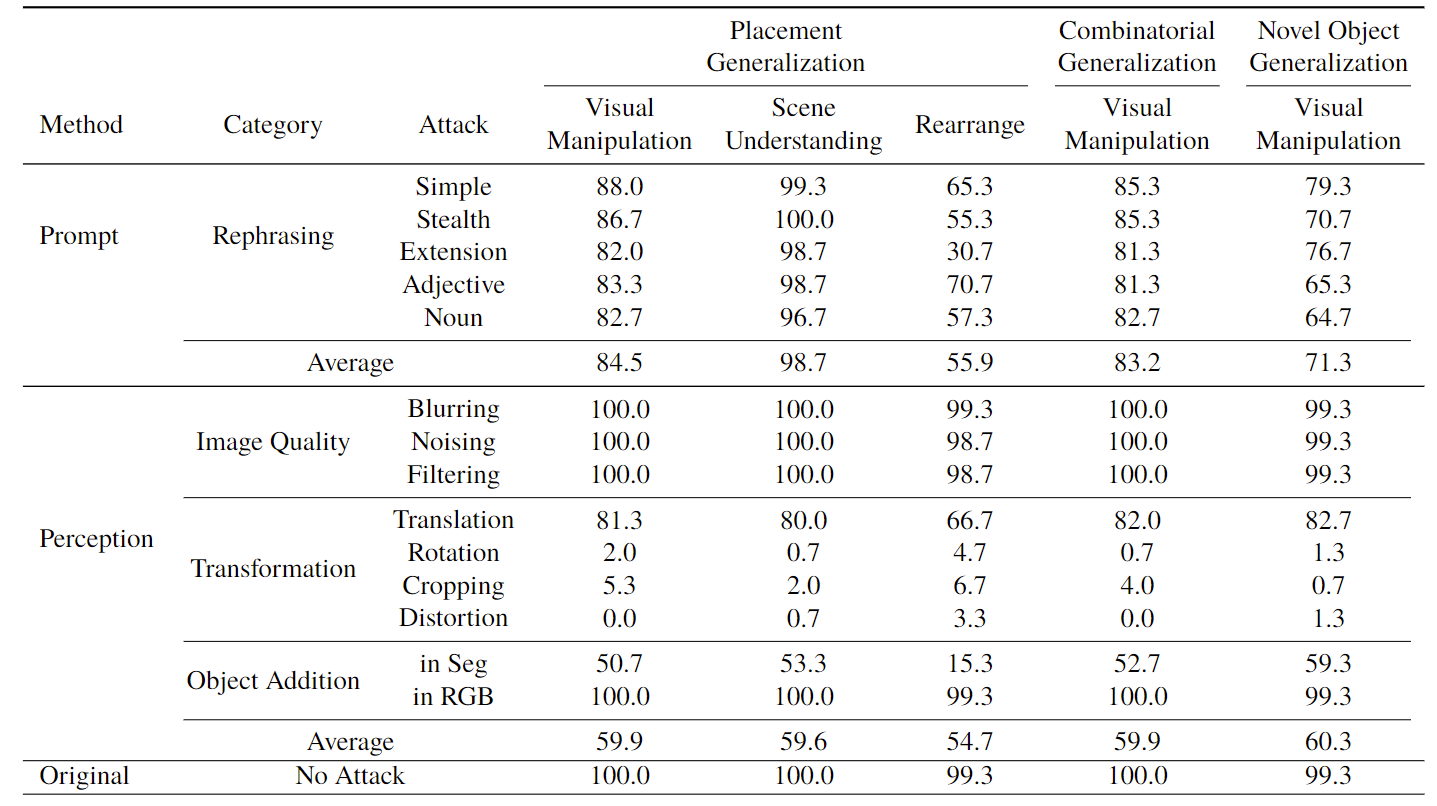 Placement Combinatorial Novel Object
Generalization Generalization Generalization
Visual Scene Visual Visual
Method Category Attack Rearrange
Manipulation Understanding Manipulation Manipulation
Simple 88.0 99.3 65.3 85.3 79.3
Stealth 86.7 100.0 55.3 85.3 70.7
Prompt Rephrasing Extension 82.0 98.7 30.7 81.3 76.7
Adjective 83.3 98.7 70.7 81.3 65.3
Noun 82.7 96.7 57.3 82.7 64.7
Average 84.5 98.7 55.9 83.2 71.3
Blurring 100.0 100.0 99.3 100.0 99.3
Image Quality Noising 100.0 100.0 98.7 100.0 99.3
Filtering 100.0 100.0 98.7 100.0 99.3
Translation 81.3 80.0 66.7 82.0 82.7
Perception
Rotation 2.0 0.7 4.7 0.7 1.3
Transformation
Cropping 5.3 2.0 6.7 4.0 0.7
Distortion 0.0 0.7 3.3 0.0 1.3
in Seg 50.7 53.3 15.3 52.7 59.3
Object Addition
in RGB 100.0 100.0 99.3 100.0 99.3
Average 59.9 59.6 54.7 59.9 60.3
Original No Attack 100.0 100.0 99.3 100.0 99.3